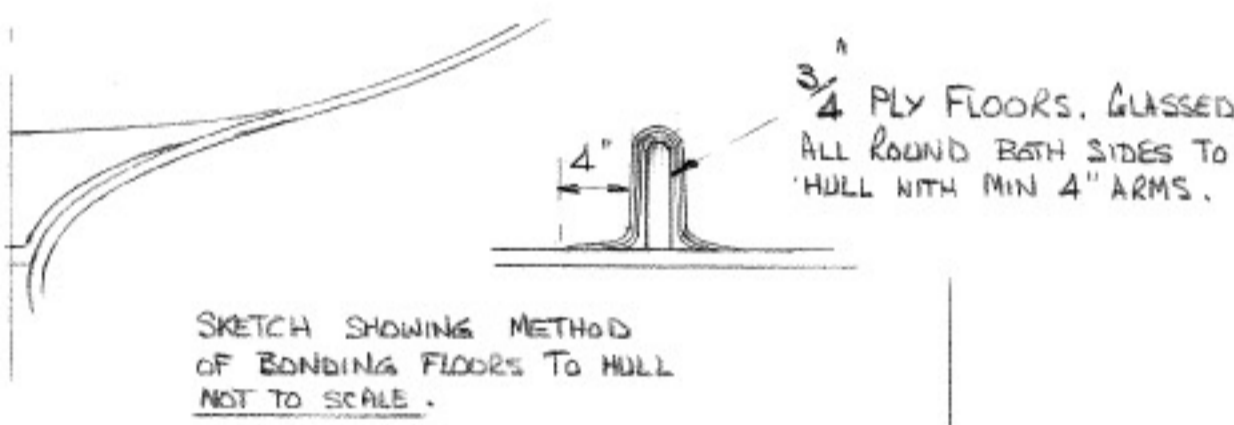 3/4" PLY FLOORS. GLASSED
ALL ROUND BOTH SIDES TO
HULL WITH MIN 4" ARMS.
4"
SKETCH SHOWING METHOD
OF BONDING FLOORS TO HULL
NOT TO SCALE.